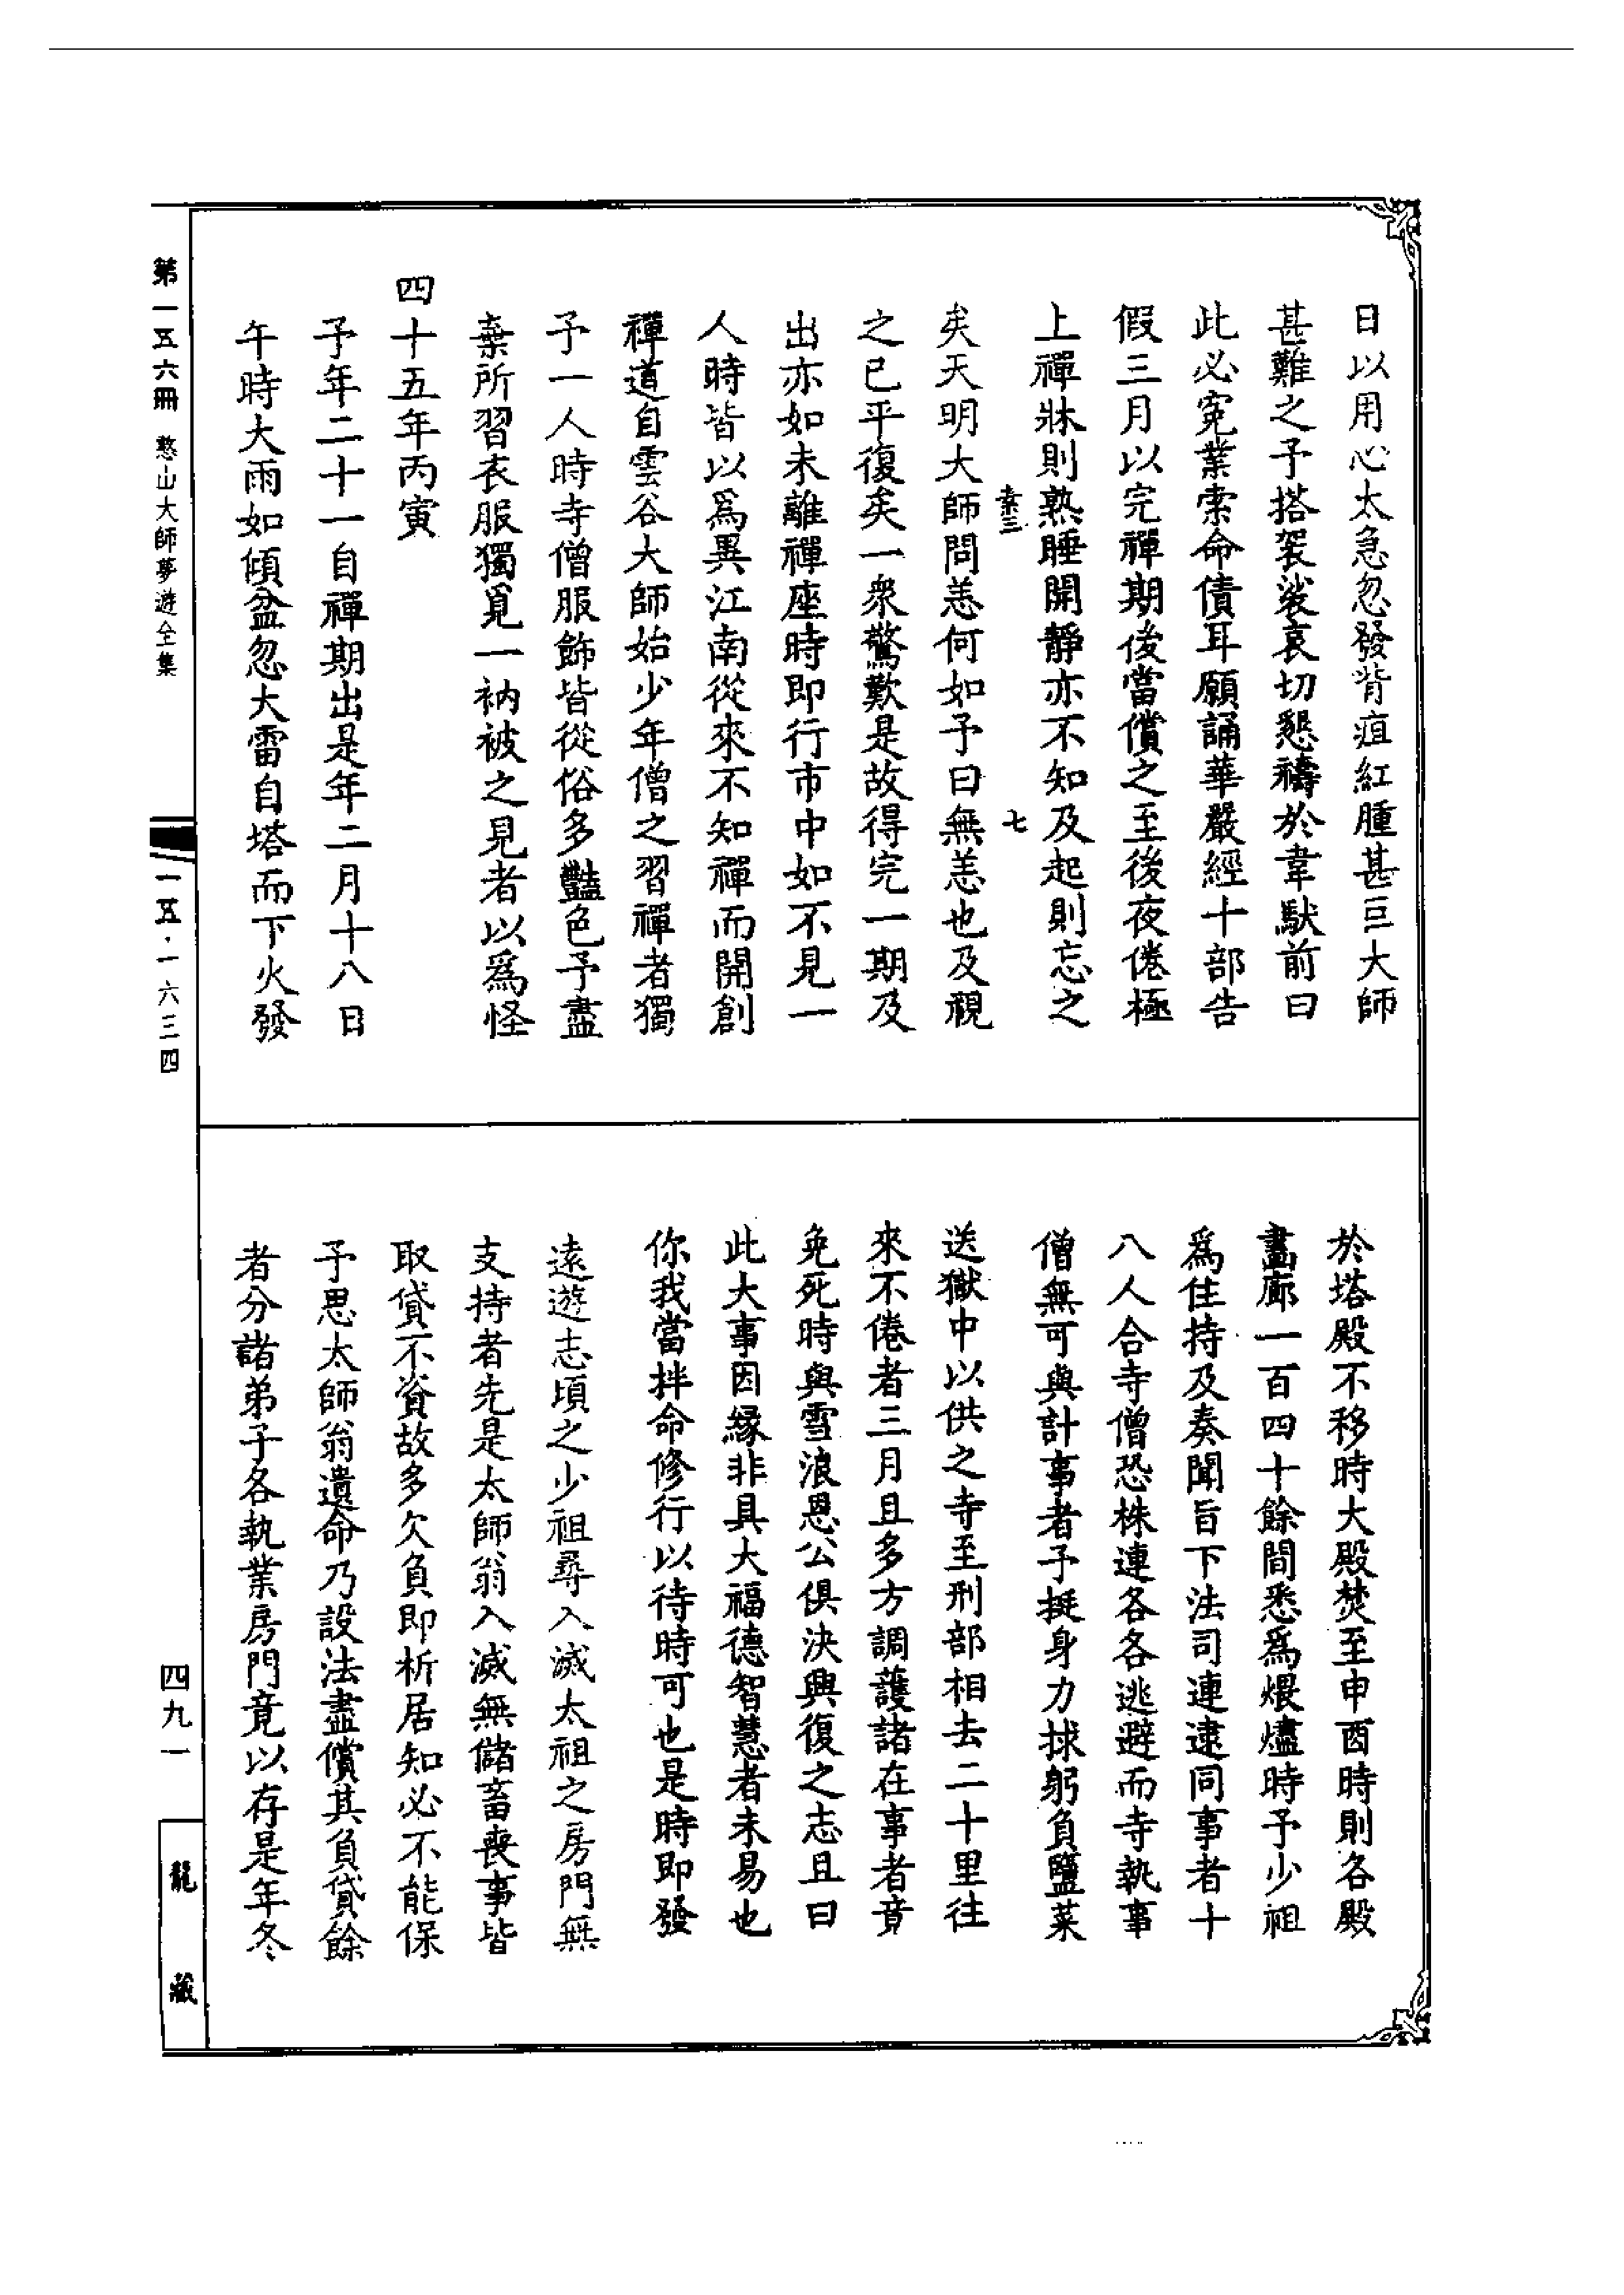 日以用心太急忽發背疽紅腫甚巨大師
甚難之予搭袈裟哀切懇禱於韋馱前曰
此必寃業索命債耳願誦華嚴經十部告
假三月以完禪期後當償之至後夜倦極
上禪牀則熟睡開靜亦不知及起則忘之
七
矣天明大師問恙何如予曰無恙也及視
之已平復矣一衆驚歎是故得完一期及
出亦如未離禪座時即行市中如不見一
人時皆以爲異江南從來不知禪而開創
禪道自雲谷大師始少年僧之習禪者獨
予一人時寺僧服飾皆從俗多豔色予盡
棄所習衣服獨覓一衲被之見者以爲怪
四十五年丙寅
予年二十一自禪期出是年二月十八日
午時大雨如傾盆忽大雷自塔而下火發
於塔殿不移時大殿焚至申酉時則各殿
畵廊一百四十餘間悉爲煨燼時予少祖
爲住持及奏聞旨下法司連逮同事者十
八人合寺僧恐株連各各逃避而寺執事
僧無可與計事者予挺身力捄躬負鹽菜
送獄中以供之寺至刑部相去二十里往
來不倦者三月且多方調護諸在事者竟
免死時與雪浪恩公俱決興復之志且曰
此大事因緣非具大福德智慧者未易也
你我當拌命修行以待時可也是時即發
遠遊志頃之少祖尋入滅太祖之房門無
支持者先是太師翁入滅無儲畜喪事皆
取貸不資故多欠負即析居知必不能保
予思太師翁遺命乃設法盡償其負貸餘
者分諸弟子各執業房門竟以存是年冬
第一五六冊 憨山大師夢遊全集
一五·一六三四
四九一
龍藏